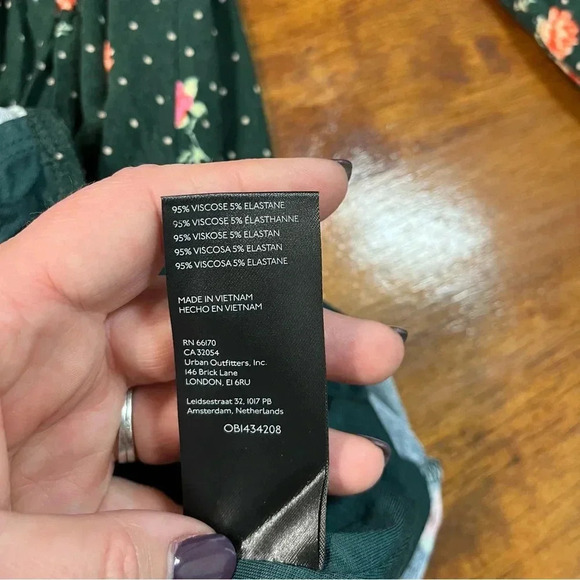 95% VISCOSE 5% ELASTANE
95% VISCOSE 5% ÉLASTHANNE
95% VISKOSE 5% ELASTAN
95% VISCOSA 5% ELASTAN
95% VISCOSA 5% ELASTANE
MADE IN VIETNAM
HECHO EN VIETNAM
RN 66170
CA 32054
Urban Outfitters, Inc.
146 Brick Lane
LONDON, E1 6RU
Leidsestraat 32, 1017 PB
Amsterdam, Netherlands
OB1434208